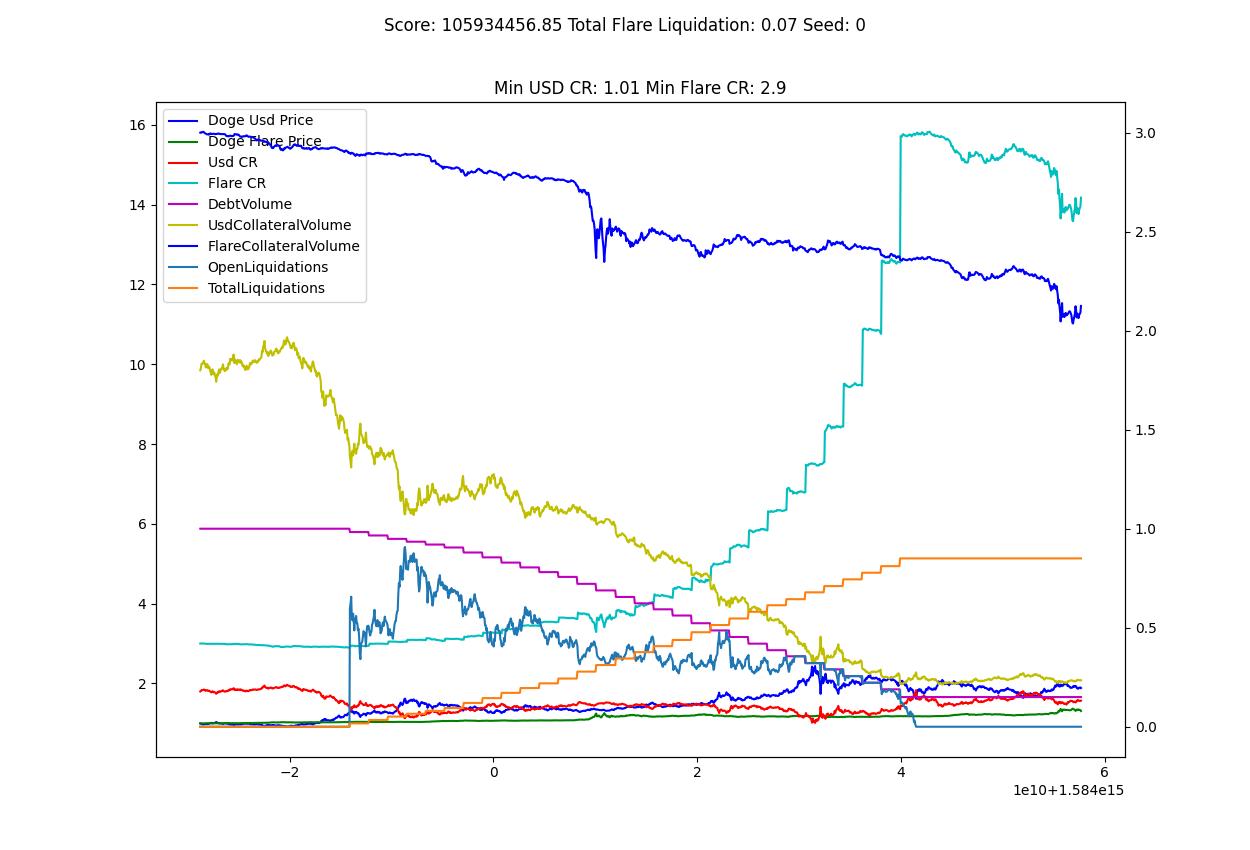 Score: 105934456.85 Total Flare Liquidation: 0.07 Seed: 0
Min USD CR: 1.01 Min Flare CR: 2.9
Doge Usd Price
Doge Flare Price
Usd CR
Flare CR
DebtVolume
UsdCollateralVolume
FlareCollateralVolume
OpenLiquidations
TotalLiquidations
16
14
12
10
8
6
4
2
3.0
2.5
2.0
1.5
1.0
0.5
0.0
−2
0
2
4
6
1e10+1.584e15